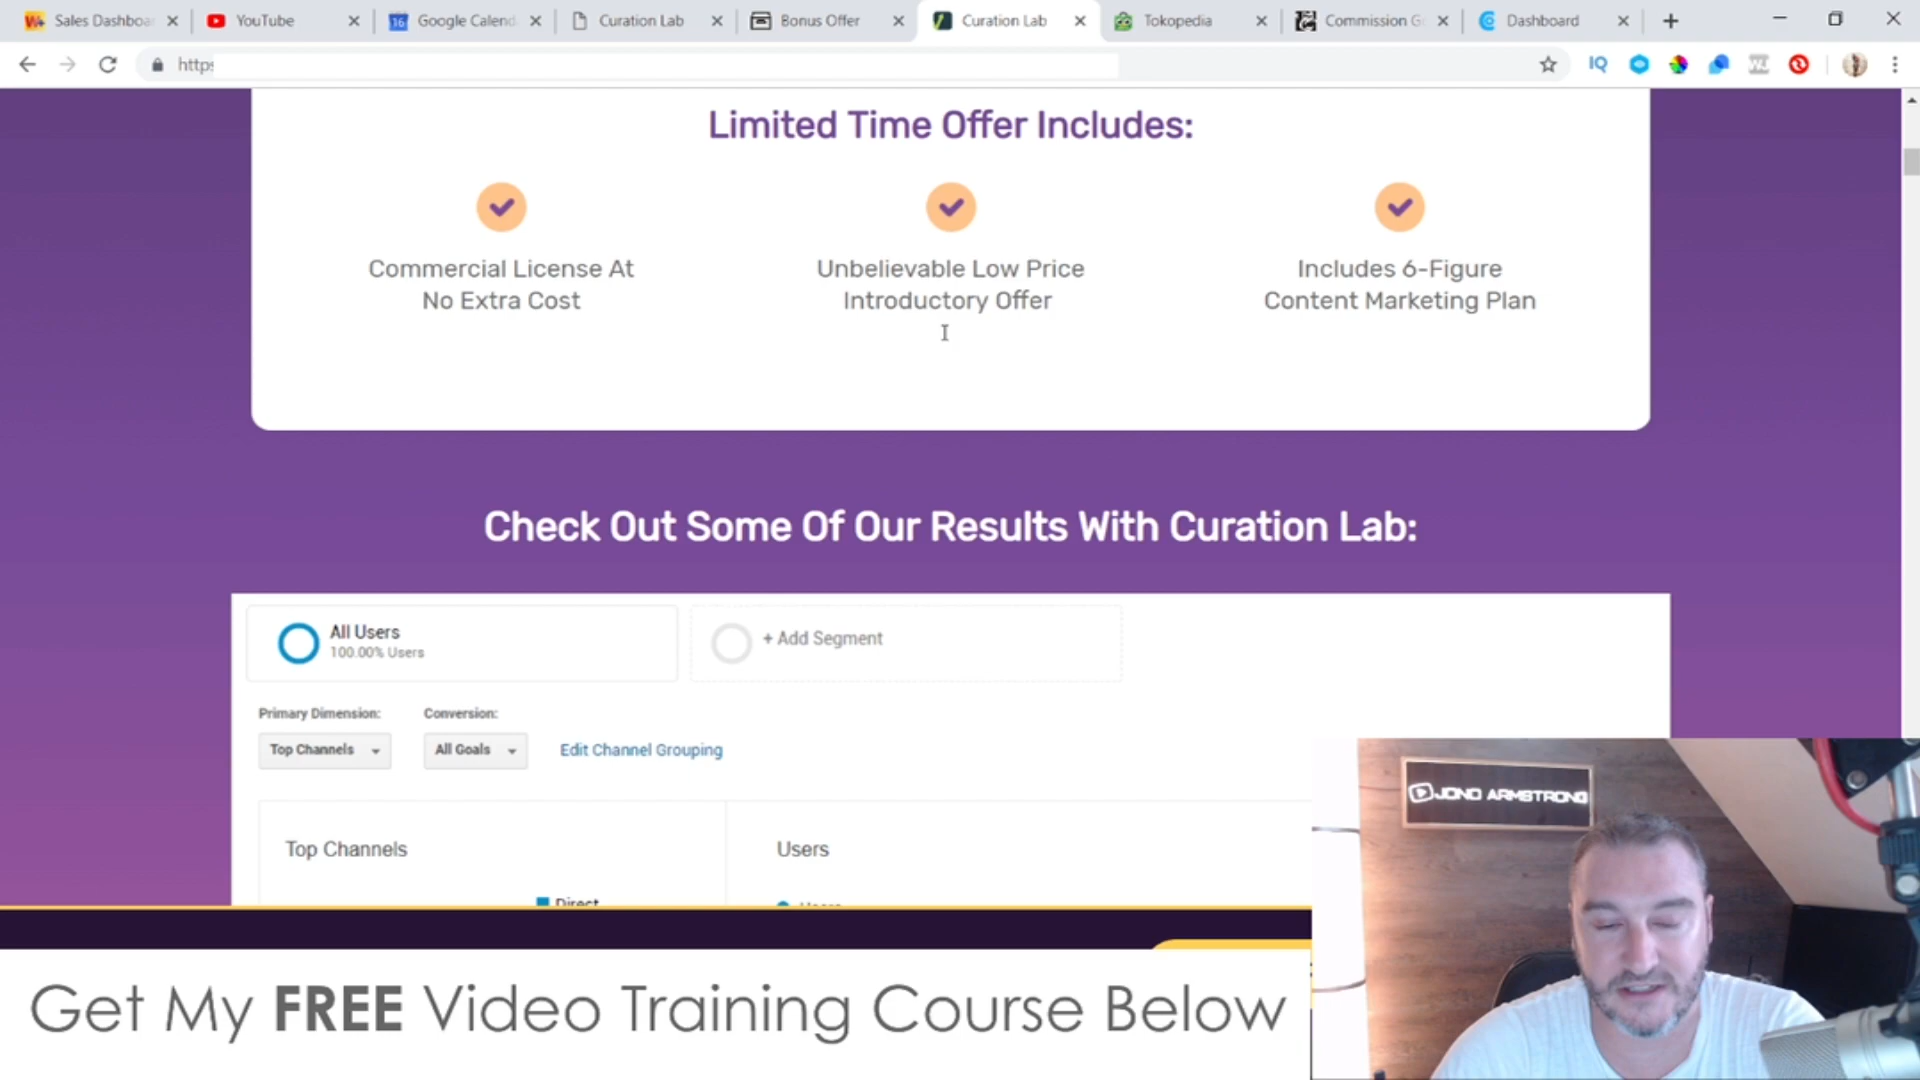 Sales Dashboa
YouTube
Google Calend
Curation Lab
Bonus Offer
Curation Lab
Tokopedia
Commission G
Dashboard
https
IQ
Limited Time Offer Includes:
Commercial License At
No Extra Cost
Unbelievable Low Price
Introductory Offer
Includes 6-Figure
Content Marketing Plan
Check Out Some Of Our Results With Curation Lab:
All Users
100.00% Users
+ Add Segment
Primary Dimension:
Conversion:
Top Channels
All Goals
Edit Channel Grouping
Top Channels
Users
Direct
Users
JONO ARMSTRONG
Get My FREE Video Training Course Below